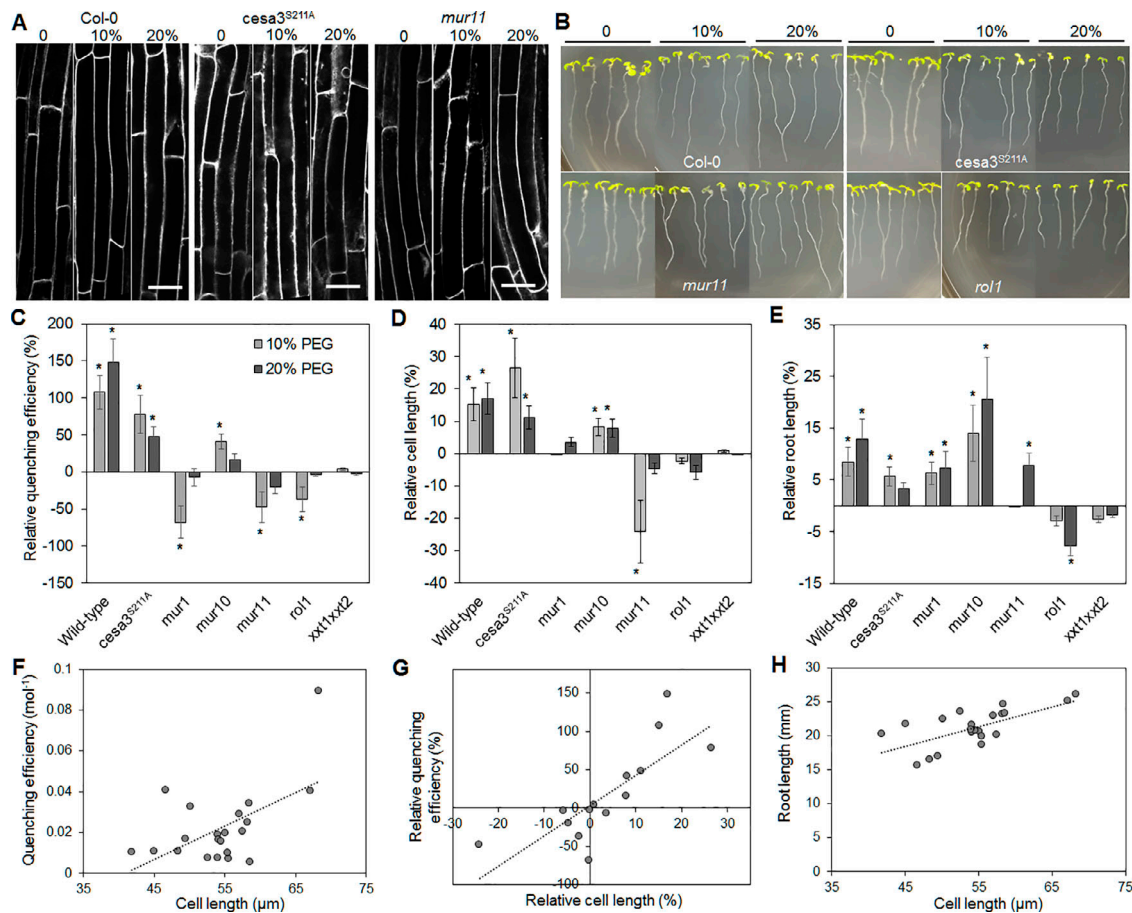 A
Col-0
cesa3S211A
mur11
0 10% 20%
0 10% 20%
0 10% 20%
B
0 10% 20%
0 10% 20%
Col-0
cesa3S211A
mur11
rol1
C
Relative quenching efficiency (%)
200
150
100
50
0
-50
-100
-150
* * * * * * * *
10% PEG
20% PEG
Wild-type
cesa3S211A
mur1
mur10
mur11
rol1
xxt1xxt2
D
Relative cell length (%)
40
30
20
10
0
-10
-20
-30
-40
* * * * * * *
Wild-type
cesa3S211A
mur1
mur10
mur11
rol1
xxt1xxt2
E
Relative root length (%)
35
25
15
5
-5
-15
* * * * * * * * *
Wild-type
cesa3S211A
mur1
mur10
mur11
rol1
xxt1xxt2
F
Quenching efficiency (mol-1)
0.1
0.08
0.06
0.04
0.02
0
35 45 55 65 75
Cell length (µm)
G
Relative quenching
efficiency (%)
150
100
50
0
-50
-100
-30 -20 -10 0 10 20 30
Relative cell length (%)
H
Root length (mm)
30
25
20
15
10
5
0
35 45 55 65 75
Cell length (µm)